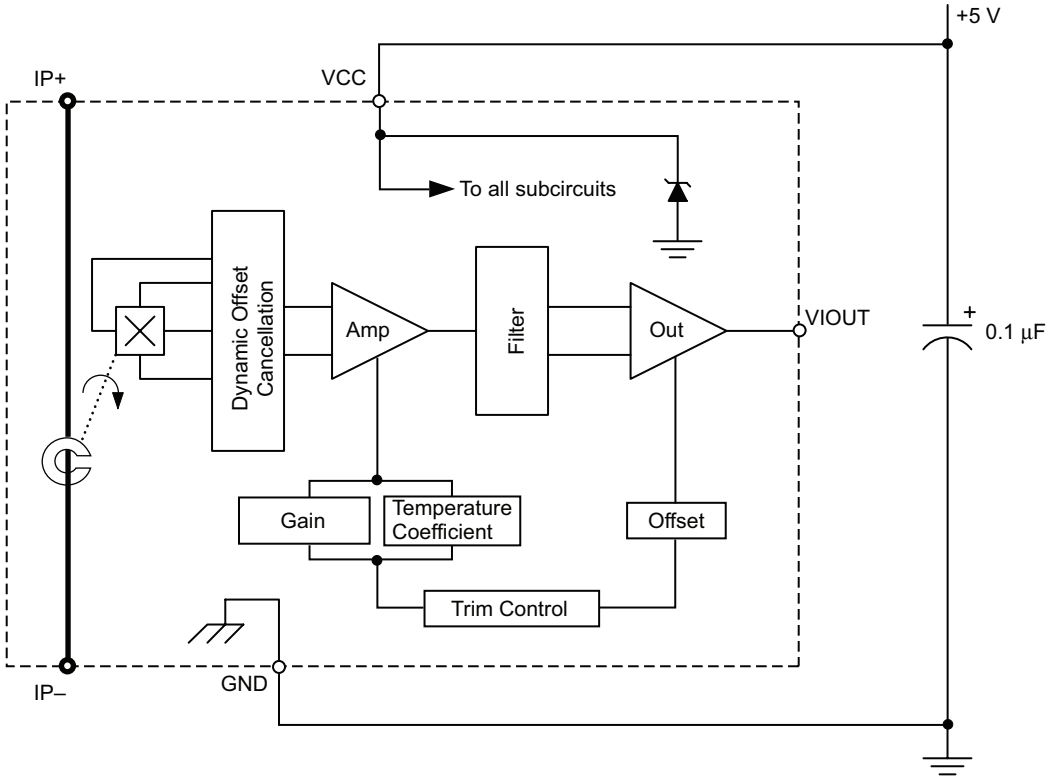 +5 V
IP+
VCC
To all subcircuits
Dynamic Offset
Cancellation
Amp
Filter
Out
VIOUT
+
0.1 µF
Gain
Temperature
Coefficient
Offset
Trim Control
GND
IP–